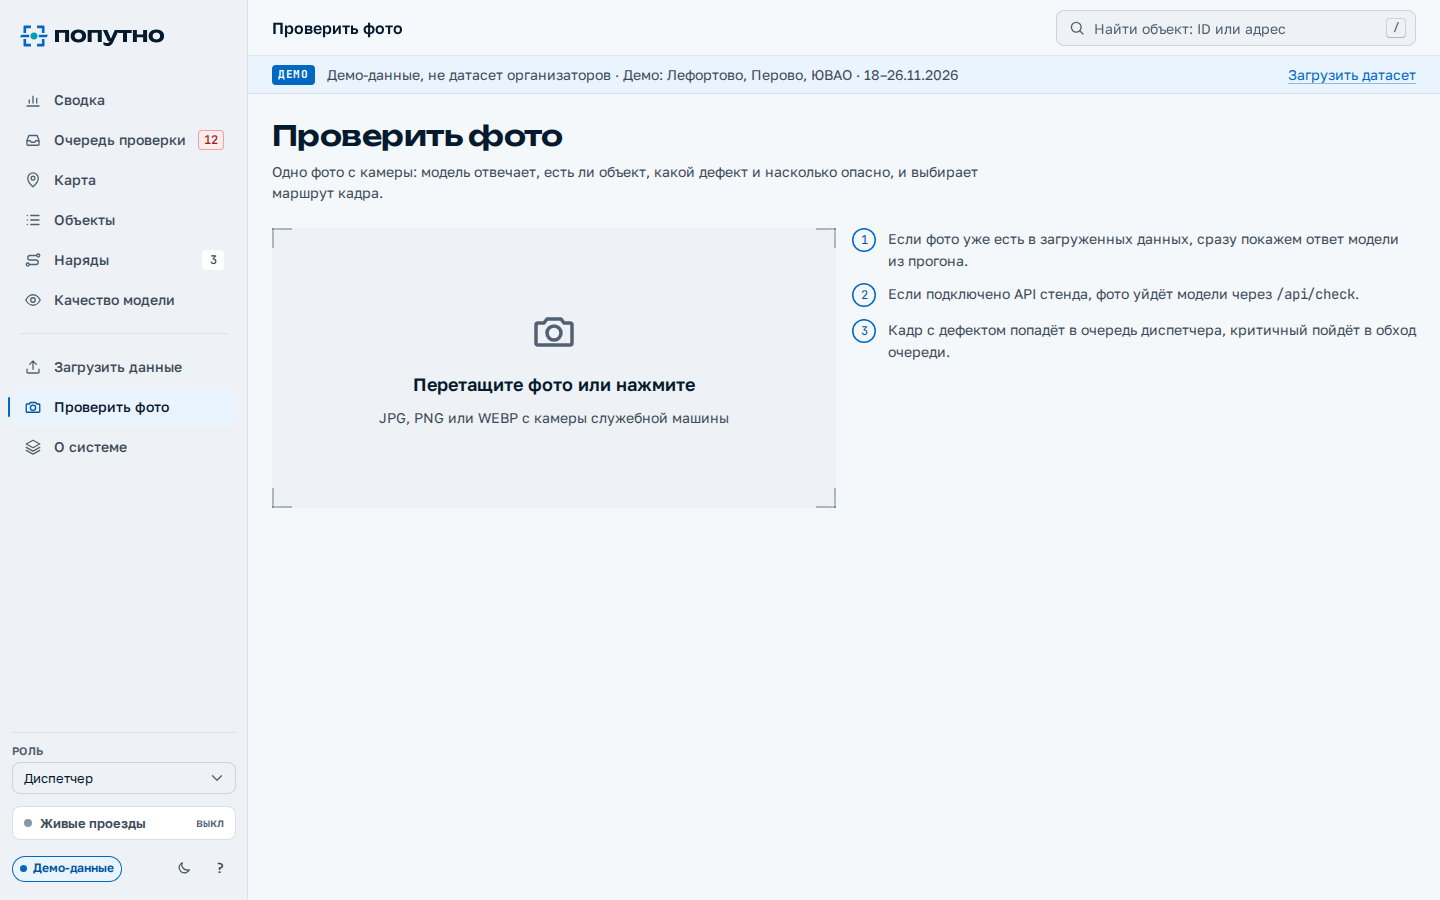 ПОПУТНО
Сводка
Очередь проверки 12
Карта
Объекты
Наряды 3
Качество модели
Загрузить данные
Проверить фото
О системе
РОЛЬ
Диспетчер
Живые проезды выкл
Демо-данные ?
Проверить фото
Найти объект: ID или адрес /
ДЕМО Демо-данные, не датасет организаторов · Демо: Лефортово, Перово, ЮВАО · 18–26.11.2026 Загрузить датасет
Проверить фото
Одно фото с камеры: модель отвечает, есть ли объект, какой дефект и насколько опасно, и выбирает
маршрут кадра.
Перетащите фото или нажмите
JPG, PNG или WEBP с камеры служебной машины
1 Если фото уже есть в загруженных данных, сразу покажем ответ модели
из прогона.
2 Если подключено API стенда, фото уйдёт модели через /api/check.
3 Кадр с дефектом попадёт в очередь диспетчера, критичный пойдёт в обход
очереди.